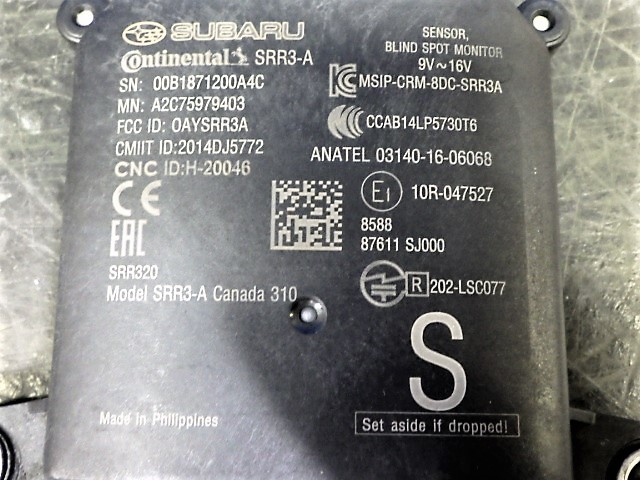 SUBARU
Continental SRR3-A
SN: 00B1871200A4C
MN: A2C75979403
FCC ID: OAYSRR3A
CMIIT ID:2014DJ5772
CNC ID:H-20046
CE
EAC
SRR320
Model SRR3-A Canada 310
Made in Philippines
SENSOR,
BLIND SPOT MONITOR
9V~16V
MSIP-CRM-8DC-SRR3A
CCAB14LP5730T6
ANATEL 03140-16-06068
E1 10R-047527
8588
87611 SJ000
R 202-LSC077
S
Set aside if dropped!